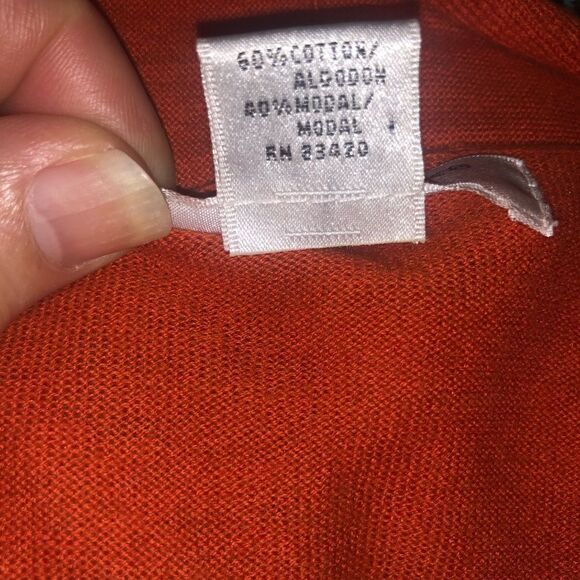 60% COTTON/
ALGODON
40% MODAL/
MODAL
RN 83420